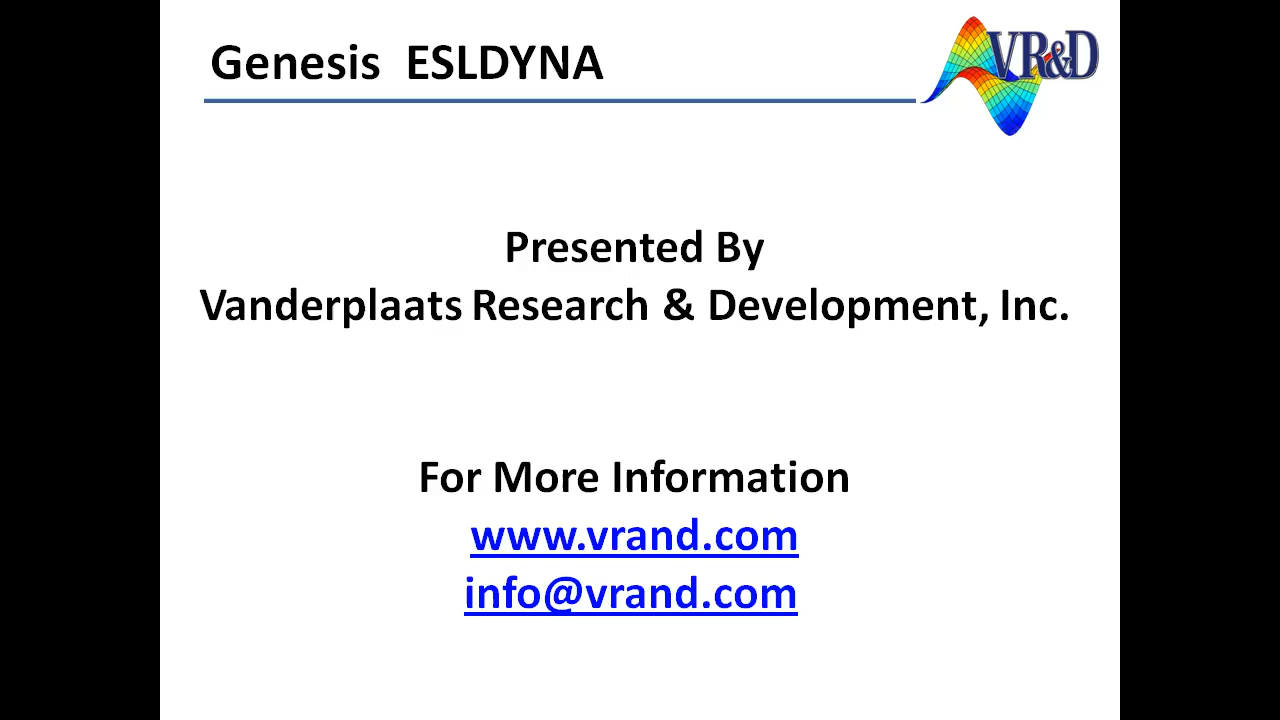 Genesis ESLDYNA
VR&D
Presented By
Vanderplaats Research & Development, Inc.
For More Information
www.vrand.com
info@vrand.com